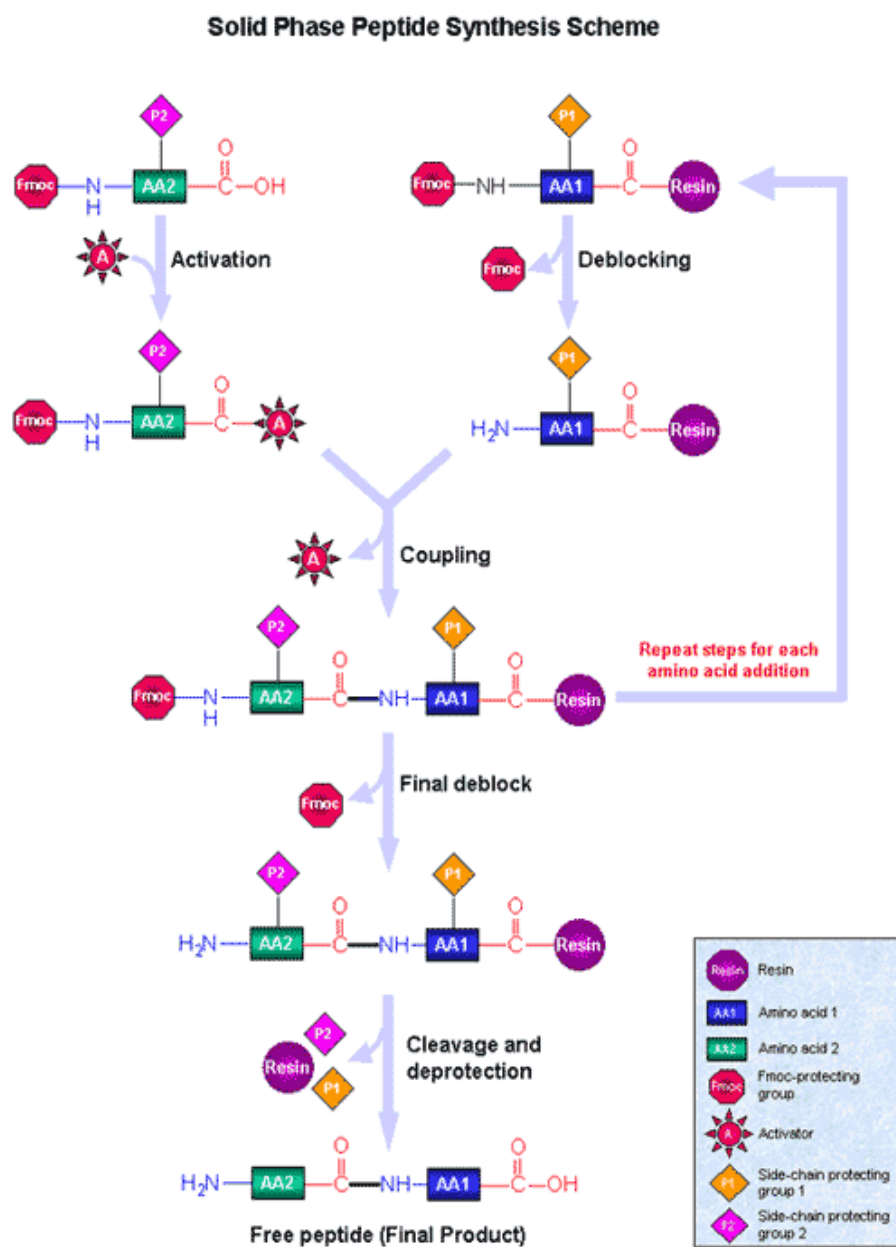 Solid Phase Peptide Synthesis Scheme
P2
P1
O
O
Fmoc N H AA2 C OH
Fmoc NH AA1 C Resin
A
Activation
Fmoc
Deblocking
P2
P1
O
O
Fmoc N H AA2 C A
H₂N AA1 C Resin
A
Coupling
P2
P1
Repeat steps for each
amino acid addition
O
O
Fmoc N H AA2 C NH AA1 C Resin
Fmoc
Final deblock
P2
P1
O
O
H₂N AA2 C NH AA1 C Resin
P2
Resin
P1
Cleavage and
deprotection
O
O
H₂N AA2 C NH AA1 C OH
Free peptide (Final Product)
Resin Resin
AA1 Amino acid 1
AA2 Amino acid 2
Fmoc Fmoc-protecting
group
A Activator
P1 Side-chain protecting
group 1
P2 Side-chain protecting
group 2